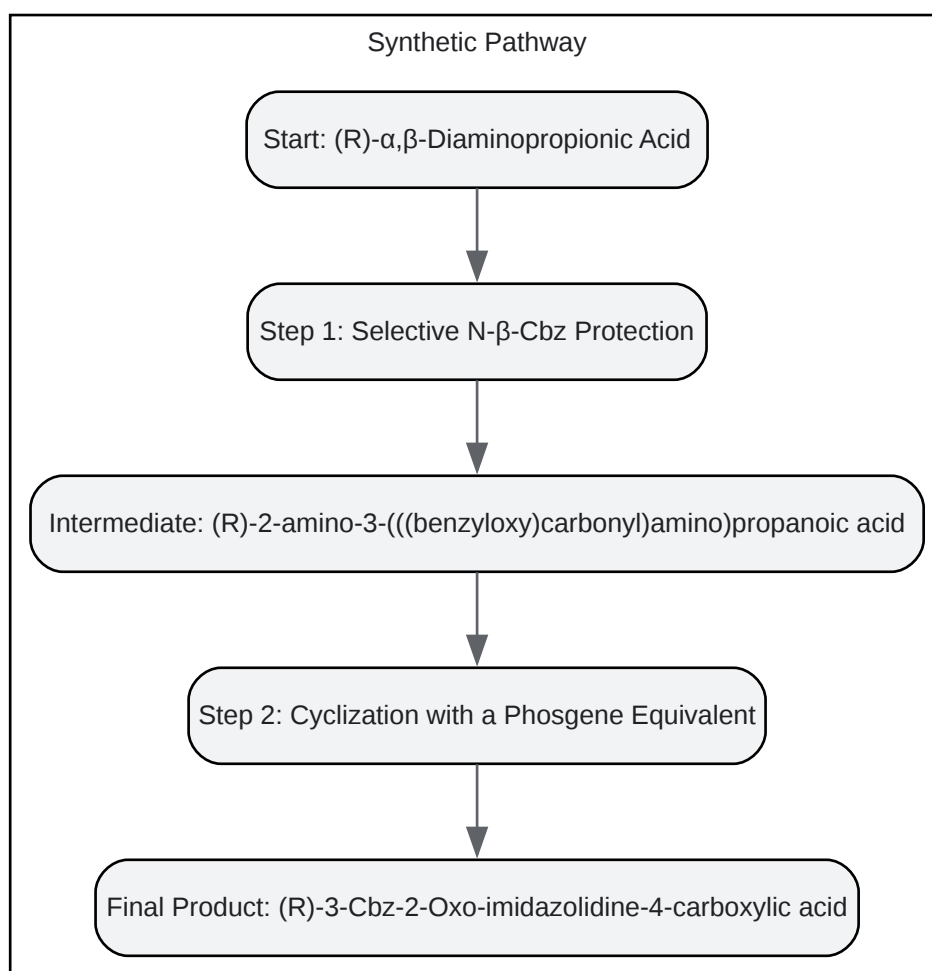 Synthetic Pathway
Start: (R)-α,β-Diaminopropionic Acid
Step 1: Selective N-β-Cbz Protection
Intermediate: (R)-2-amino-3-(((benzyloxy)carbonyl)amino)propanoic acid
Step 2: Cyclization with a Phosgene Equivalent
Final Product: (R)-3-Cbz-2-Oxo-imidazolidine-4-carboxylic acid